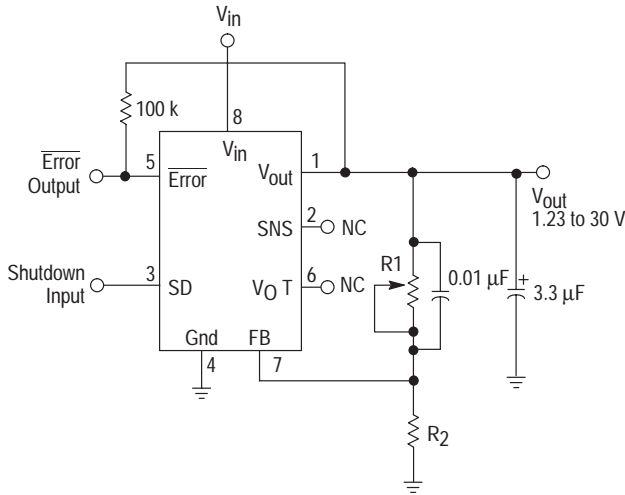 Vin
100 k
8
Vin
Error
Output
5
Error
Vout
1
Vout
1.23 to 30 V
SNS
2
NC
Shutdown
Input
3
SD
VO T
6
NC
R1
0.01 µF
+
3.3 µF
Gnd
FB
4
7
R2